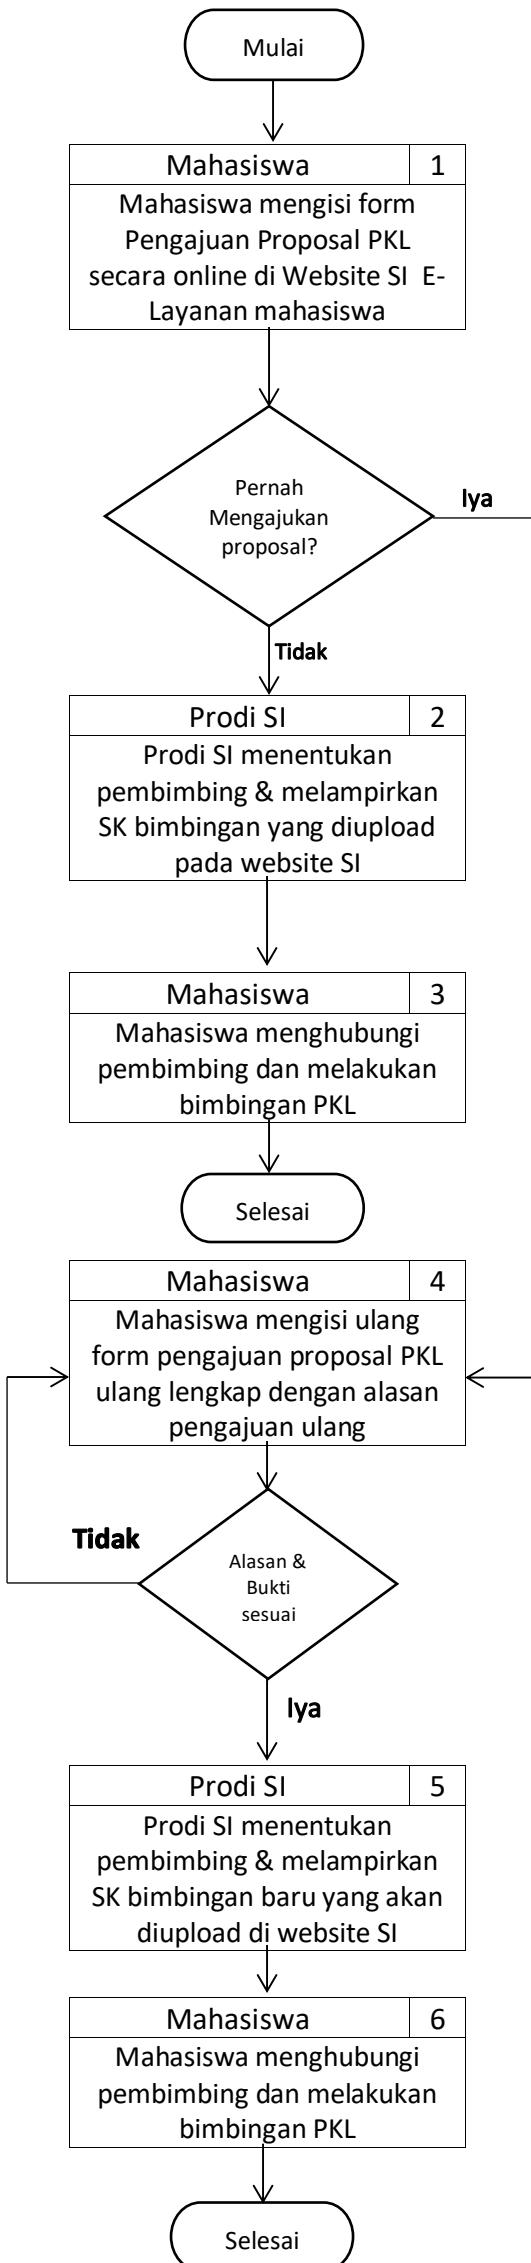 Mulai
Mahasiswa 1
Mahasiswa mengisi form
Pengajuan Proposal PKL
secara online di Website SI E-
Layanan mahasiswa
Pernah
Mengajukan
proposal?
Iya
Tidak
Prodi SI 2
Prodi SI menentukan
pembimbing & melampirkan
SK bimbingan yang diupload
pada website SI
Mahasiswa 3
Mahasiswa menghubungi
pembimbing dan melakukan
bimbingan PKL
Selesai
Mahasiswa 4
Mahasiswa mengisi ulang
form pengajuan proposal PKL
ulang lengkap dengan alasan
pengajuan ulang
Tidak
Alasan &
Bukti
sesuai
Iya
Prodi SI 5
Prodi SI menentukan
pembimbing & melampirkan
SK bimbingan baru yang akan
diupload di website SI
Mahasiswa 6
Mahasiswa menghubungi
pembimbing dan melakukan
bimbingan PKL
Selesai